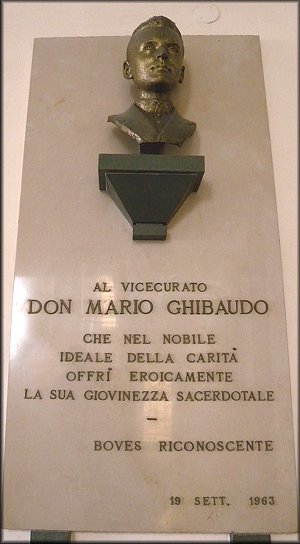 AL VICECURATO
DON MARIO GHIBAUDO
CHE NEL NOBILE
IDEALE DELLA CARITÀ
OFFRÌ EROICAMENTE
LA SUA GIOVINEZZA SACERDOTALE
—
BOVES RICONOSCENTE
19 SETT. 1963